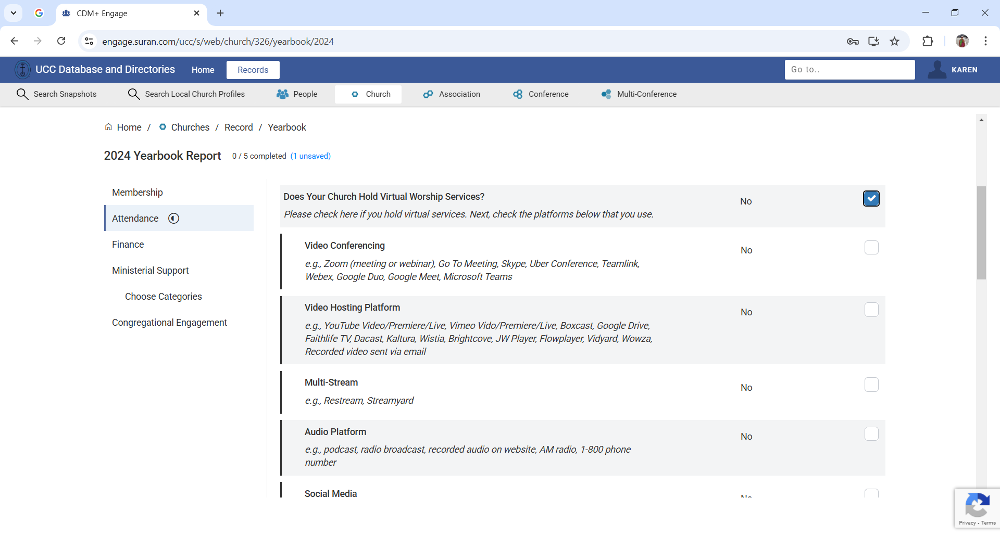 CDM+ Engage
engage.suran.com/ucc/s/web/church/326/yearbook/2024
UCC Database and Directories
Home
Records
Go to..
KAREN
Search Snapshots
Search Local Church Profiles
People
Church
Association
Conference
Multi-Conference
Home / Churches / Record / Yearbook
2024 Yearbook Report 0 / 5 completed (1 unsaved)
Membership
Attendance
Finance
Ministerial Support
Choose Categories
Congregational Engagement
Does Your Church Hold Virtual Worship Services?
No
Please check here if you hold virtual services. Next, check the platforms below that you use.
Video Conferencing
No
e.g., Zoom (meeting or webinar), Go To Meeting, Skype, Uber Conference, Teamlink,
Webex, Google Duo, Google Meet, Microsoft Teams
Video Hosting Platform
No
e.g., YouTube Video/Premiere/Live, Vimeo Vido/Premiere/Live, Boxcast, Google Drive,
Faithlife TV, Dacast, Kaltura, Wistia, Brightcove, JW Player, Flowplayer, Vidyard, Wowza,
Recorded video sent via email
Multi-Stream
No
e.g., Restream, Streamyard
Audio Platform
No
e.g., podcast, radio broadcast, recorded audio on website, AM radio, 1-800 phone
number
Social Media
No
Privacy - Terms